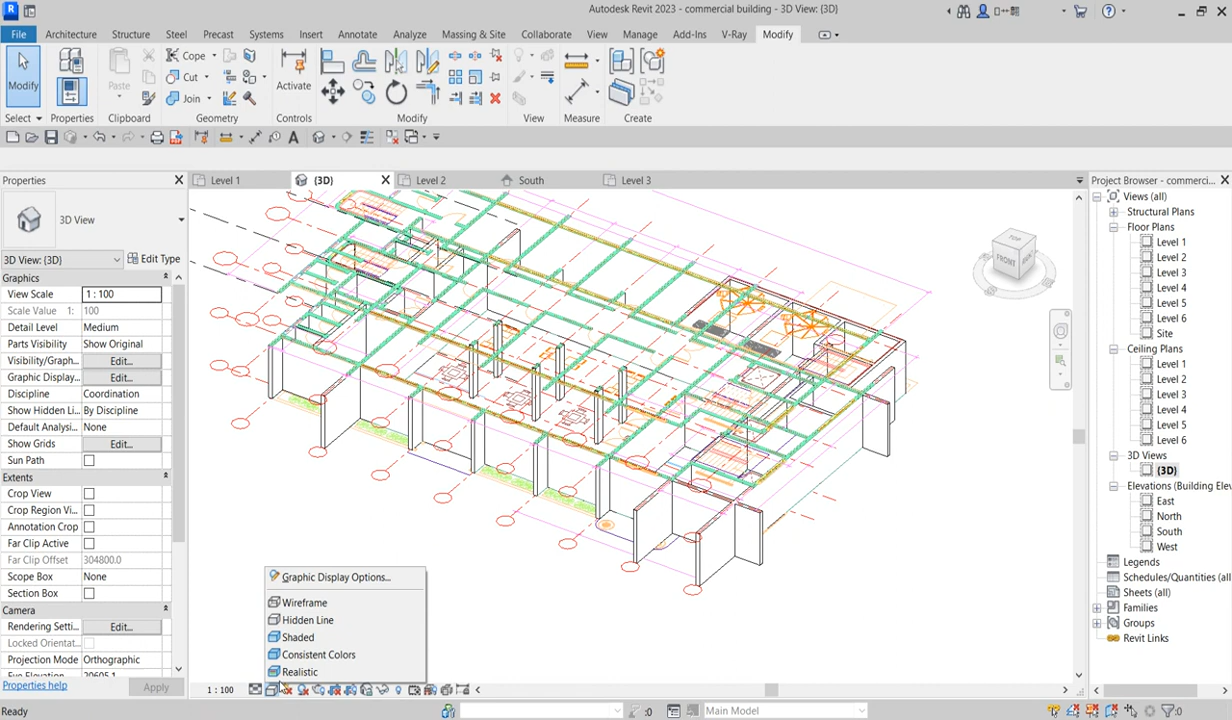 Autodesk Revit 2023 - commercial building - 3D View: {3D}
File Architecture Structure Steel Precast Systems Insert Annotate Analyze Massing & Site Collaborate View Manage Add-Ins V-Ray Modify
Modify
Paste
Cope
Cut
Join
Activate
Select Properties Clipboard Geometry Controls Modify View Measure Create
Properties
Level 1
{3D}
Level 2
South
Level 3
Project Browser - commerci...
3D View
3D View: {3D}
Edit Type
Graphics
View Scale 1 : 100
Scale Value 1: 100
Detail Level Medium
Parts Visibility Show Original
Visibility/Graph... Edit...
Graphic Display... Edit...
Discipline Coordination
Show Hidden Li... By Discipline
Default Analysi... None
Show Grids Edit...
Sun Path
Extents
Crop View
Crop Region Vi...
Annotation Crop
Far Clip Active
Far Clip Offset 304800.0
Scope Box None
Section Box
Camera
Rendering Setti... Edit...
Locked Orientat...
Projection Mode Orthographic
Eye Elevation 20605.1
Properties help
Apply
TOP
FRONT
Graphic Display Options...
Wireframe
Hidden Line
Shaded
Consistent Colors
Realistic
1 : 100
Views (all)
Structural Plans
Floor Plans
Level 1
Level 2
Level 3
Level 4
Level 5
Level 6
Site
Ceiling Plans
Level 1
Level 2
Level 3
Level 4
Level 5
Level 6
3D Views
{3D}
Elevations (Building Elev
East
North
South
West
Legends
Schedules/Quantities (all
Sheets (all)
Families
Groups
Revit Links
Ready
:0
Main Model
:0